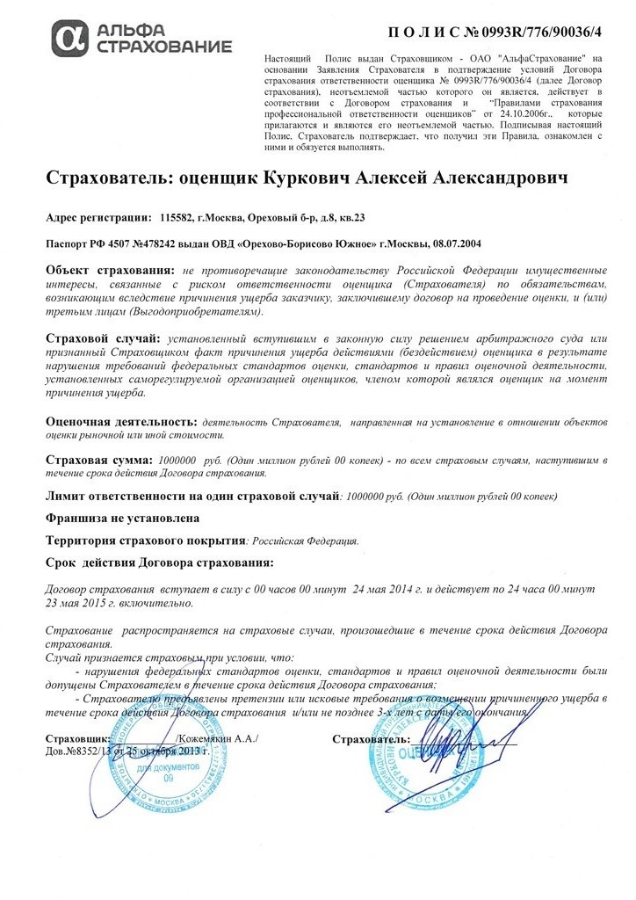 АЛЬФА
СТРАХОВАНИЕ
П О Л И С № 0993R/776/90036/4
Настоящий Полис выдан Страховщиком - ОАО "АльфаСтрахование" на
основании Заявления Страхователя в подтверждение условий Договора
страхования ответственности оценщика № 0993R/776/90036/4 (далее Договор
страхования), неотъемлемой частью которого он является, действует в
соответствии с Договором страхования и "Правилами страхования
профессиональной ответственности оценщиков" от 24.10.2006г., которые
прилагаются и являются его неотъемлемой частью. Подписывая настоящий
Полис, Страхователь подтверждает, что получил эти Правила, ознакомлен с
ними и обязуется выполнять.
Страхователь: оценщик Куркович Алексей Александрович
Адрес регистрации: 115582, г.Москва, Ореховый б-р, д.8, кв.23
Паспорт РФ 4507 №478242 выдан ОВД «Орехово-Борисово Южное» г.Москвы, 08.07.2004
Объект страхования: не противоречащие законодательству Российской Федерации имущественные
интересы, связанные с риском ответственности оценщика (Страхователя) по обязательствам,
возникающим вследствие причинения ущерба заказчику, заключившему договор на проведение оценки, и (или)
третьим лицам (Выгодоприобретателям).
Страховой случай: установленный вступившим в законную силу решением арбитражного суда или
признанный Страховщиком факт причинения ущерба действиями (бездействием) оценщика в результате
нарушения требований федеральных стандартов оценки, стандартов и правил оценочной деятельности,
установленных саморегулируемой организацией оценщиков, членом которой являлся оценщик на момент
причинения ущерба.
Оценочная деятельность: деятельность Страхователя, направленная на установление в отношении объектов
оценки рыночной или иной стоимости.
Страховая сумма: 1000000 руб. (Один миллион рублей 00 копеек) - по всем страховым случаям, наступившим в
течение срока действия Договора страхования.
Лимит ответственности на один страховой случай: 1000000 руб. (Один миллион рублей 00 копеек)
Франшиза не установлена
Территория страхового покрытия: Российская Федерация.
Срок действия Договора страхования:
Договор страхования вступает в силу с 00 часов 00 минут 24 мая 2014 г. и действует по 24 часа 00 минут
23 мая 2015 г. включительно.
Страхование распространяется на страховые случаи, произошедшие в течение срока действия Договора
страхования.
Случай признается страховым при условии, что:
- нарушения федеральных стандартов оценки, стандартов и правил оценочной деятельности были
допущены Страхователем в течение срока действия Договора страхования;
- Страхователю предъявлены претензии или исковые требования о возмещении причиненного ущерба в
течение срока действия Договора страхования и/или не позднее 3-х лет с даты его окончания.
Страховщик: /Кожемякин А.А./
Дов.№8352/13 от 25 октября 2013 г.
Страхователь:
для документов
09
МОСКВА
ОЦЕН
МОСКВА